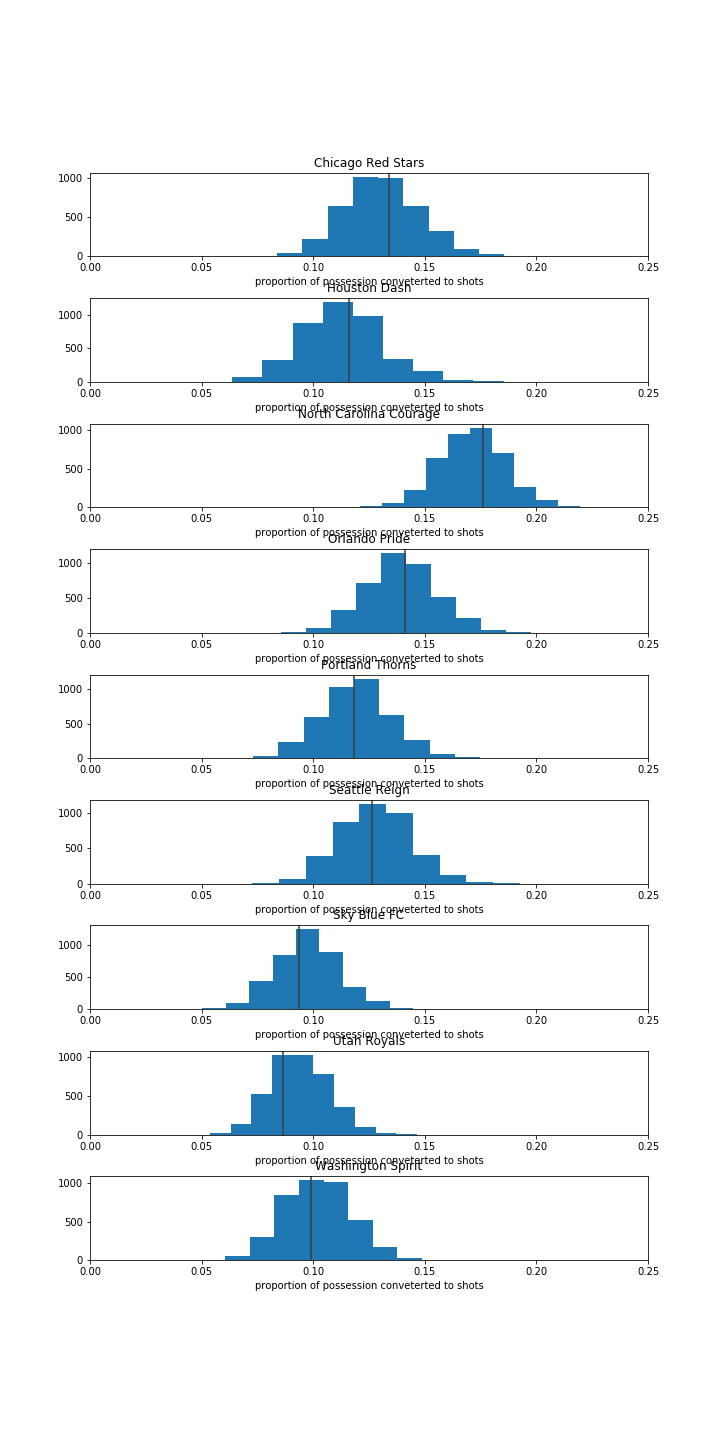 Chicago Red Stars
1000
500
0
0.00 0.05 0.10 0.15 0.20 0.25
proportion of possession conveterted to shots
Houston Dash
1000
500
0
0.00 0.05 0.10 0.15 0.20 0.25
proportion of possession conveterted to shots
North Carolina Courage
1000
500
0
0.00 0.05 0.10 0.15 0.20 0.25
proportion of possession conveterted to shots
Orlando Pride
1000
500
0
0.00 0.05 0.10 0.15 0.20 0.25
proportion of possession conveterted to shots
Portland Thorns
1000
500
0
0.00 0.05 0.10 0.15 0.20 0.25
proportion of possession conveterted to shots
Seattle Reign
1000
500
0
0.00 0.05 0.10 0.15 0.20 0.25
proportion of possession conveterted to shots
Sky Blue FC
1000
500
0
0.00 0.05 0.10 0.15 0.20 0.25
proportion of possession conveterted to shots
Utah Royals
1000
500
0
0.00 0.05 0.10 0.15 0.20 0.25
proportion of possession conveterted to shots
Washington Spirit
1000
500
0
0.00 0.05 0.10 0.15 0.20 0.25
proportion of possession conveterted to shots